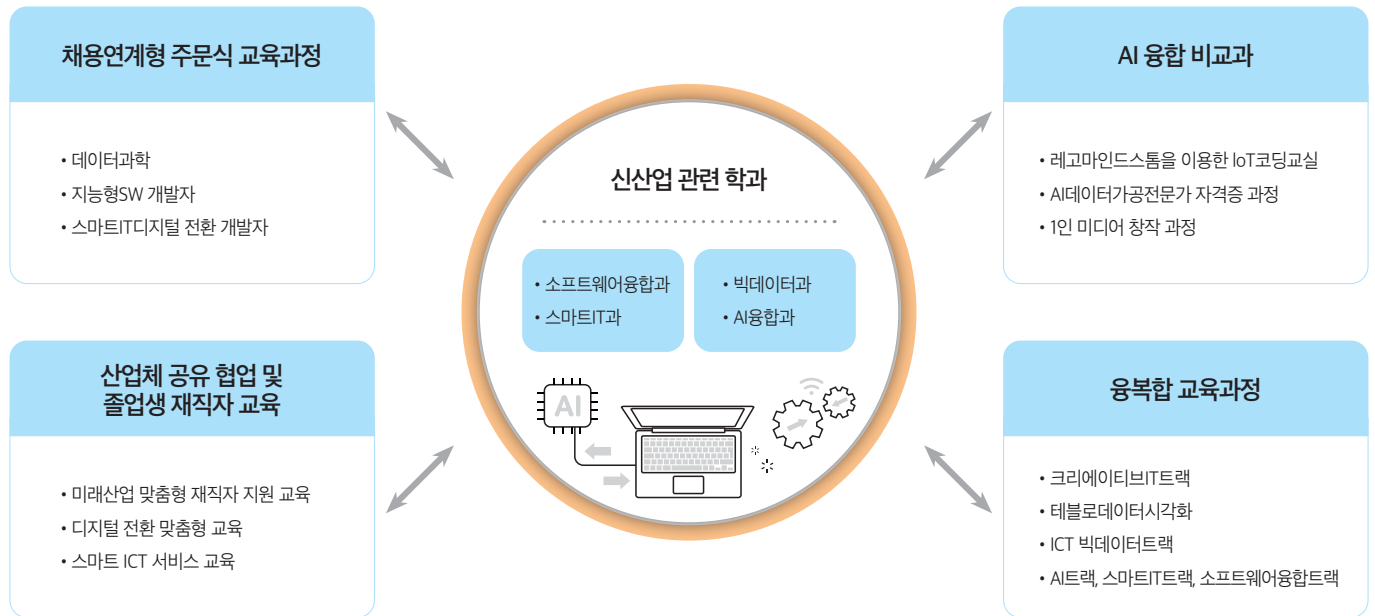 채용연계형 주문식 교육과정
• 데이터과학
• 지능형SW 개발자
• 스마트IT디지털 전환 개발자
AI 융합 비교과
• 레고마인드스톰을 이용한 IoT코딩교실
• AI데이터가공전문가 자격증 과정
• 1인 미디어 창작 과정
신산업 관련 학과
• 소프트웨어융합과
• 스마트IT과
• 빅데이터과
• AI융합과
AI
산업체 공유 협업 및
졸업생 재직자 교육
• 미래산업 맞춤형 재직자 지원 교육
• 디지털 전환 맞춤형 교육
• 스마트 ICT 서비스 교육
융복합 교육과정
• 크리에이티브IT트랙
• 테블로데이터시각화
• ICT 빅데이터트랙
• AI트랙, 스마트IT트랙, 소프트웨어융합트랙